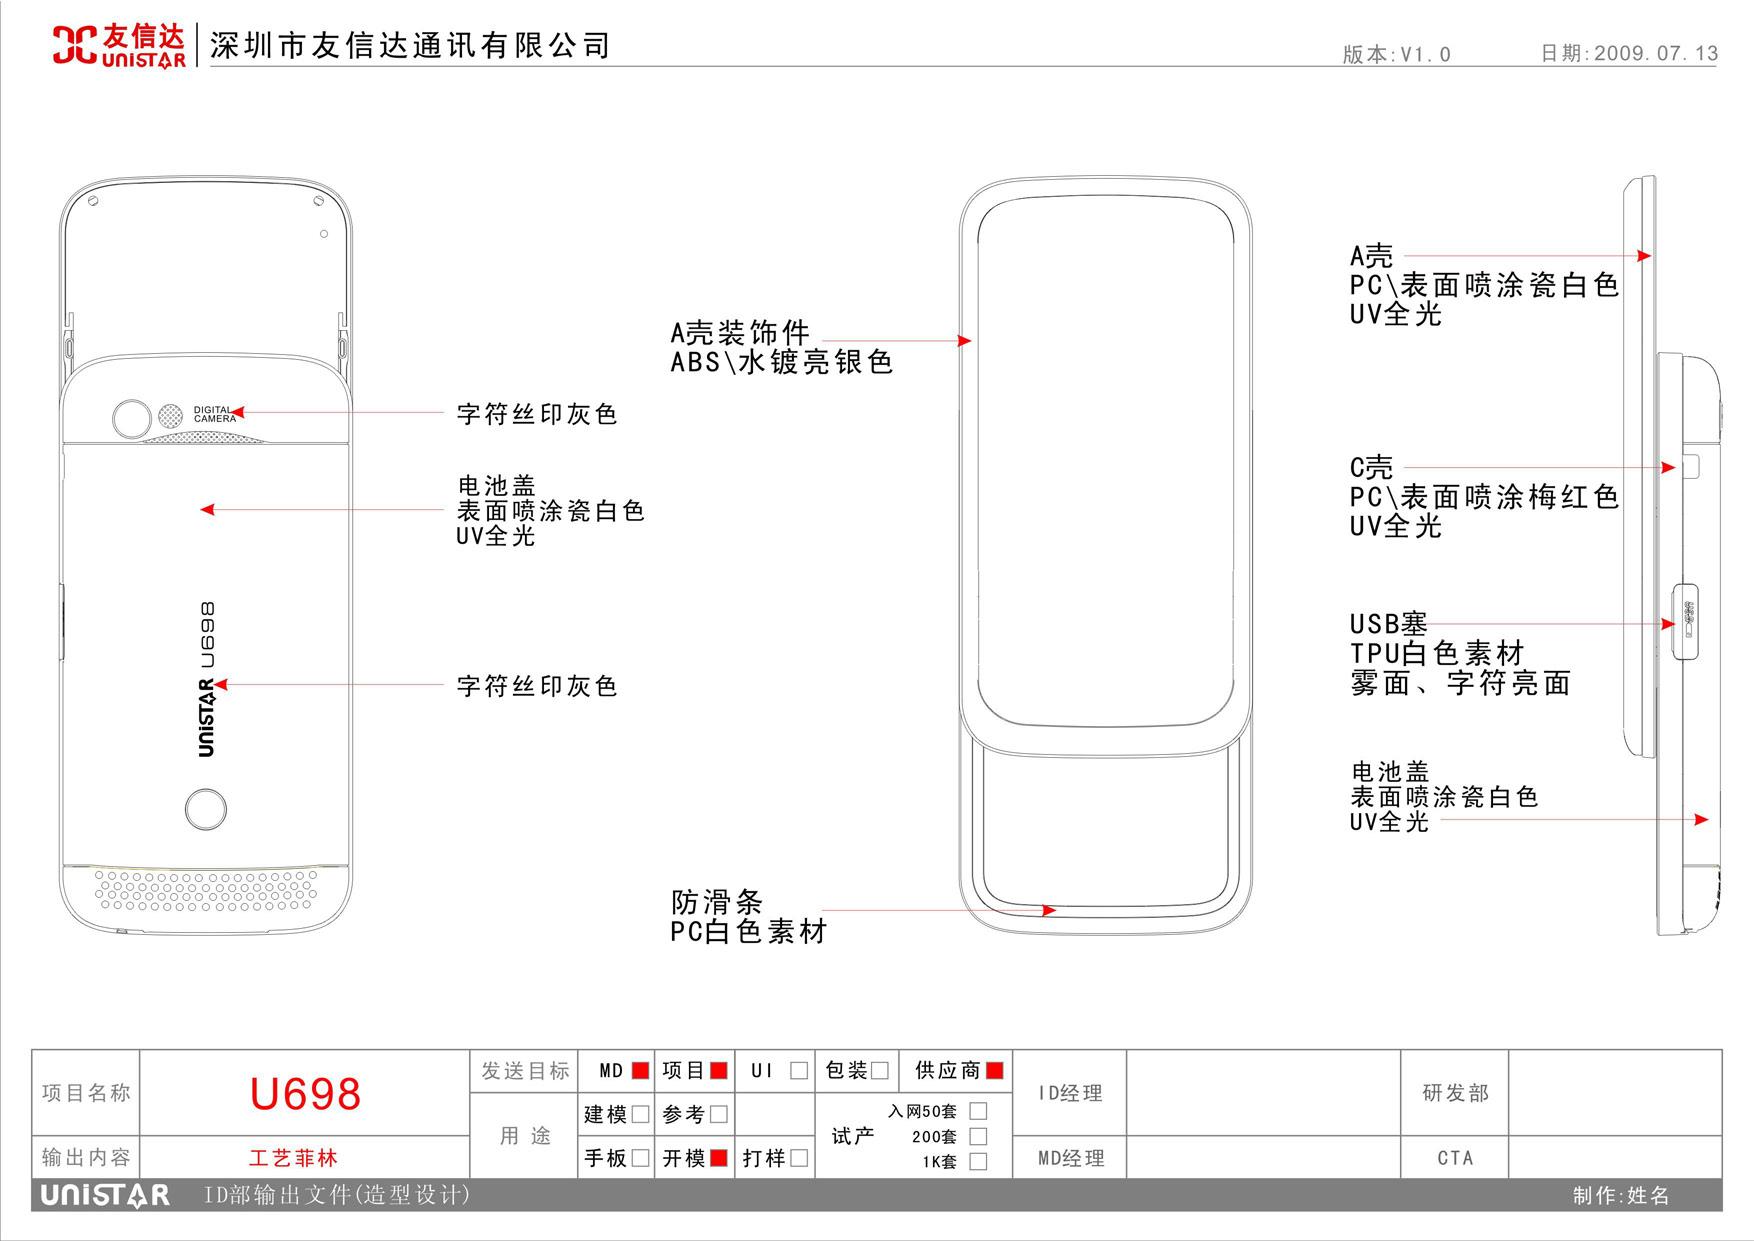 友信达
UNISTAR
深圳市友信达通讯有限公司
版本:V1.0
日期:2009.07.13
DIGITAL
CAMERA
字符丝印灰色
电池盖
表面喷涂瓷白色
UV全光
U698
UNISTAR
字符丝印灰色
A壳装饰件
ABS\水镀亮银色
防滑条
PC白色素材
A壳
PC\表面喷涂瓷白色
UV全光
C壳
PC\表面喷涂梅红色
UV全光
USB塞
TPU白色素材
雾面、字符亮面
电池盖
表面喷涂瓷白色
UV全光
项目名称
U698
发送目标
MD
项目
UI
包装
供应商
ID经理
研发部
用 途
建模
参考
试产
入网50套
200套
1K套
输出内容
工艺菲林
手板
开模
打样
MD经理
CTA
UNISTAR
ID部输出文件(造型设计)
制作:姓名